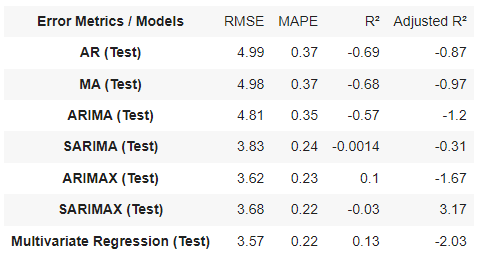 Error Metrics / Models RMSE MAPE R² Adjusted R²
AR (Test) 4.99 0.37 -0.69 -0.87
MA (Test) 4.98 0.37 -0.68 -0.97
ARIMA (Test) 4.81 0.35 -0.57 -1.2
SARIMA (Test) 3.83 0.24 -0.0014 -0.31
ARIMAX (Test) 3.62 0.23 0.1 -1.67
SARIMAX (Test) 3.68 0.22 -0.03 3.17
Multivariate Regression (Test) 3.57 0.22 0.13 -2.03